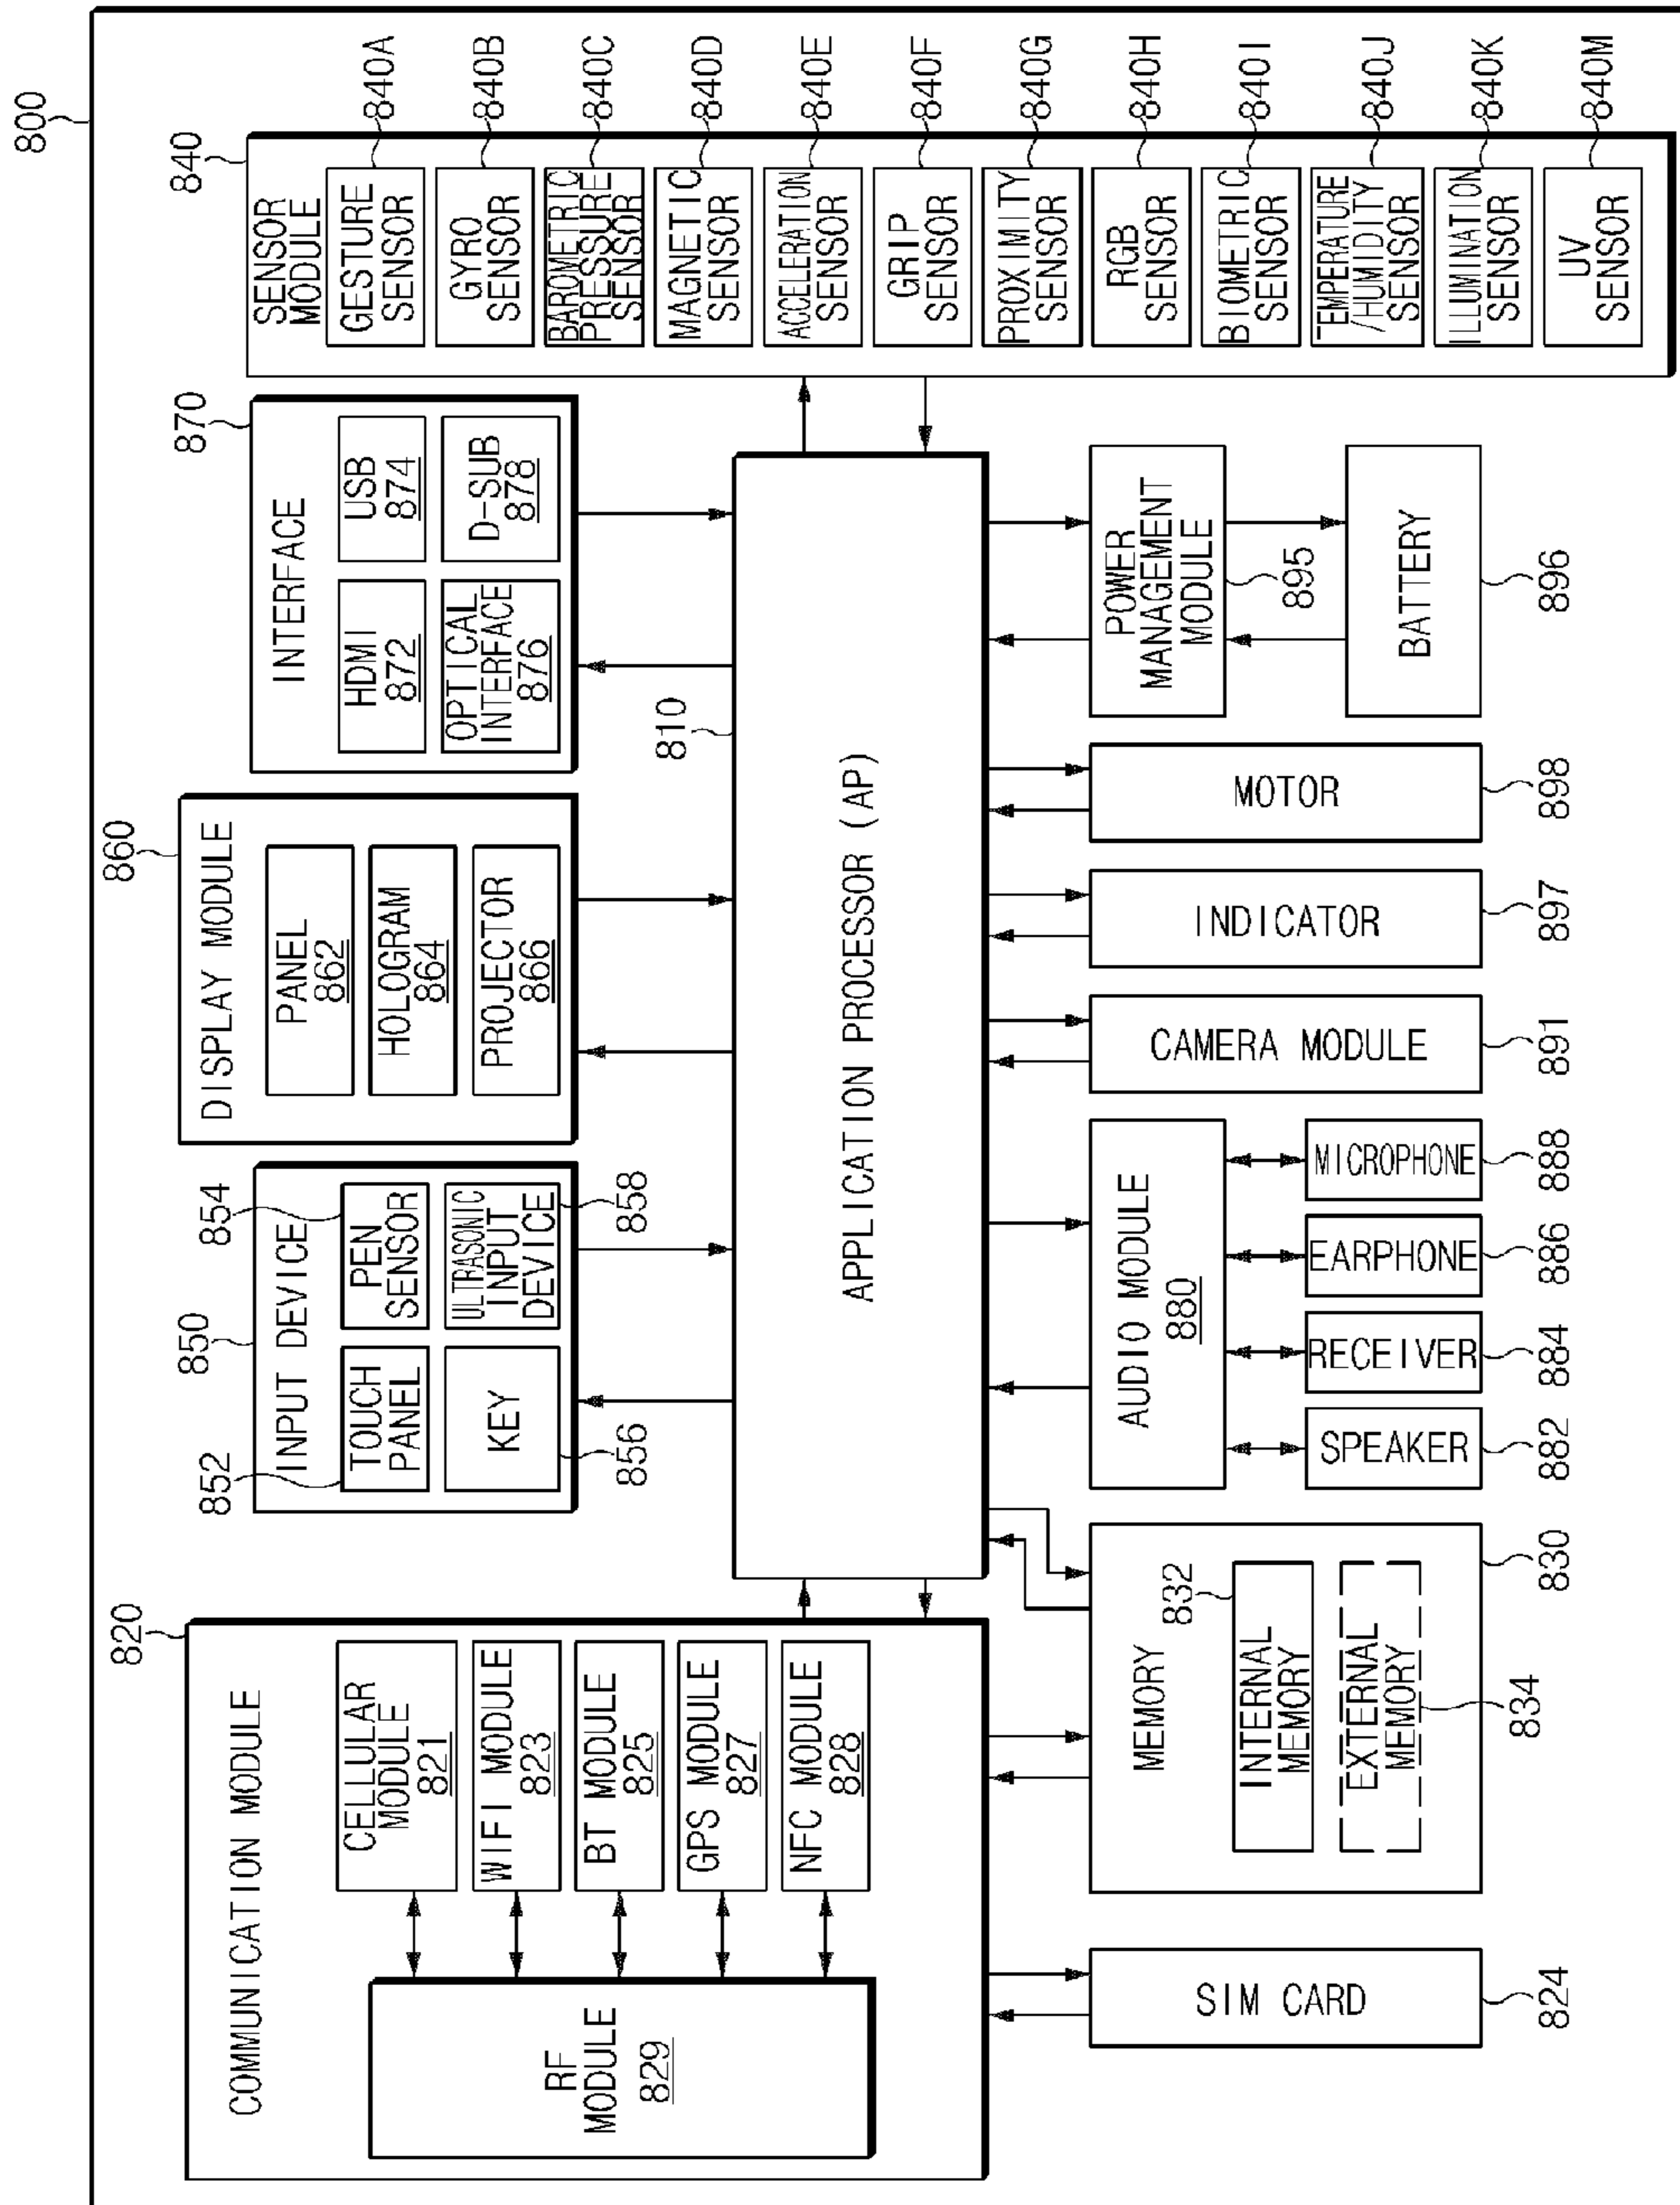 800
COMMUNICATION MODULE
820
CELLULAR
MODULE
821
WIFI MODULE
823
BT MODULE
825
GPS MODULE
827
NFC MODULE
828
RF
MODULE
829
850
INPUT DEVICE
852
TOUCH
PANEL
854
PEN
SENSOR
KEY
856
ULTRASONIC
INPUT
DEVICE
858
860
DISPLAY MODULE
PANEL
862
HOLOGRAM
864
PROJECTOR
866
870
INTERFACE
HDMI
872
USB
874
OPTICAL
INTERFACE
876
D-SUB
878
840
SENSOR
MODULE
GESTURE
SENSOR
840A
GYRO
SENSOR
840B
BAROMETRIC
PRESSURE
SENSOR
840C
MAGNETIC
SENSOR
840D
ACCELERATION
SENSOR
840E
GRIP
SENSOR
840F
PROXIMITY
SENSOR
840G
RGB
SENSOR
840H
BIOMETRIC
SENSOR
840I
TEMPERATURE
/HUMIDITY
SENSOR
840J
ILLUMINATION
SENSOR
840K
UV
SENSOR
840M
810
APPLICATION PROCESSOR (AP)
SIM CARD
824
MEMORY
832
INTERNAL
MEMORY
EXTERNAL
MEMORY
834
830
AUDIO MODULE
880
SPEAKER
882
RECEIVER
884
EARPHONE
886
MICROPHONE
888
CAMERA MODULE
891
INDICATOR
897
MOTOR
898
POWER
MANAGEMENT
MODULE
895
BATTERY
896